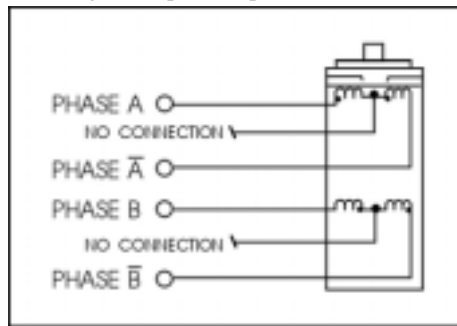 PHASE A
NO CONNECTION
PHASE A̅
PHASE B
NO CONNECTION
PHASE B̅